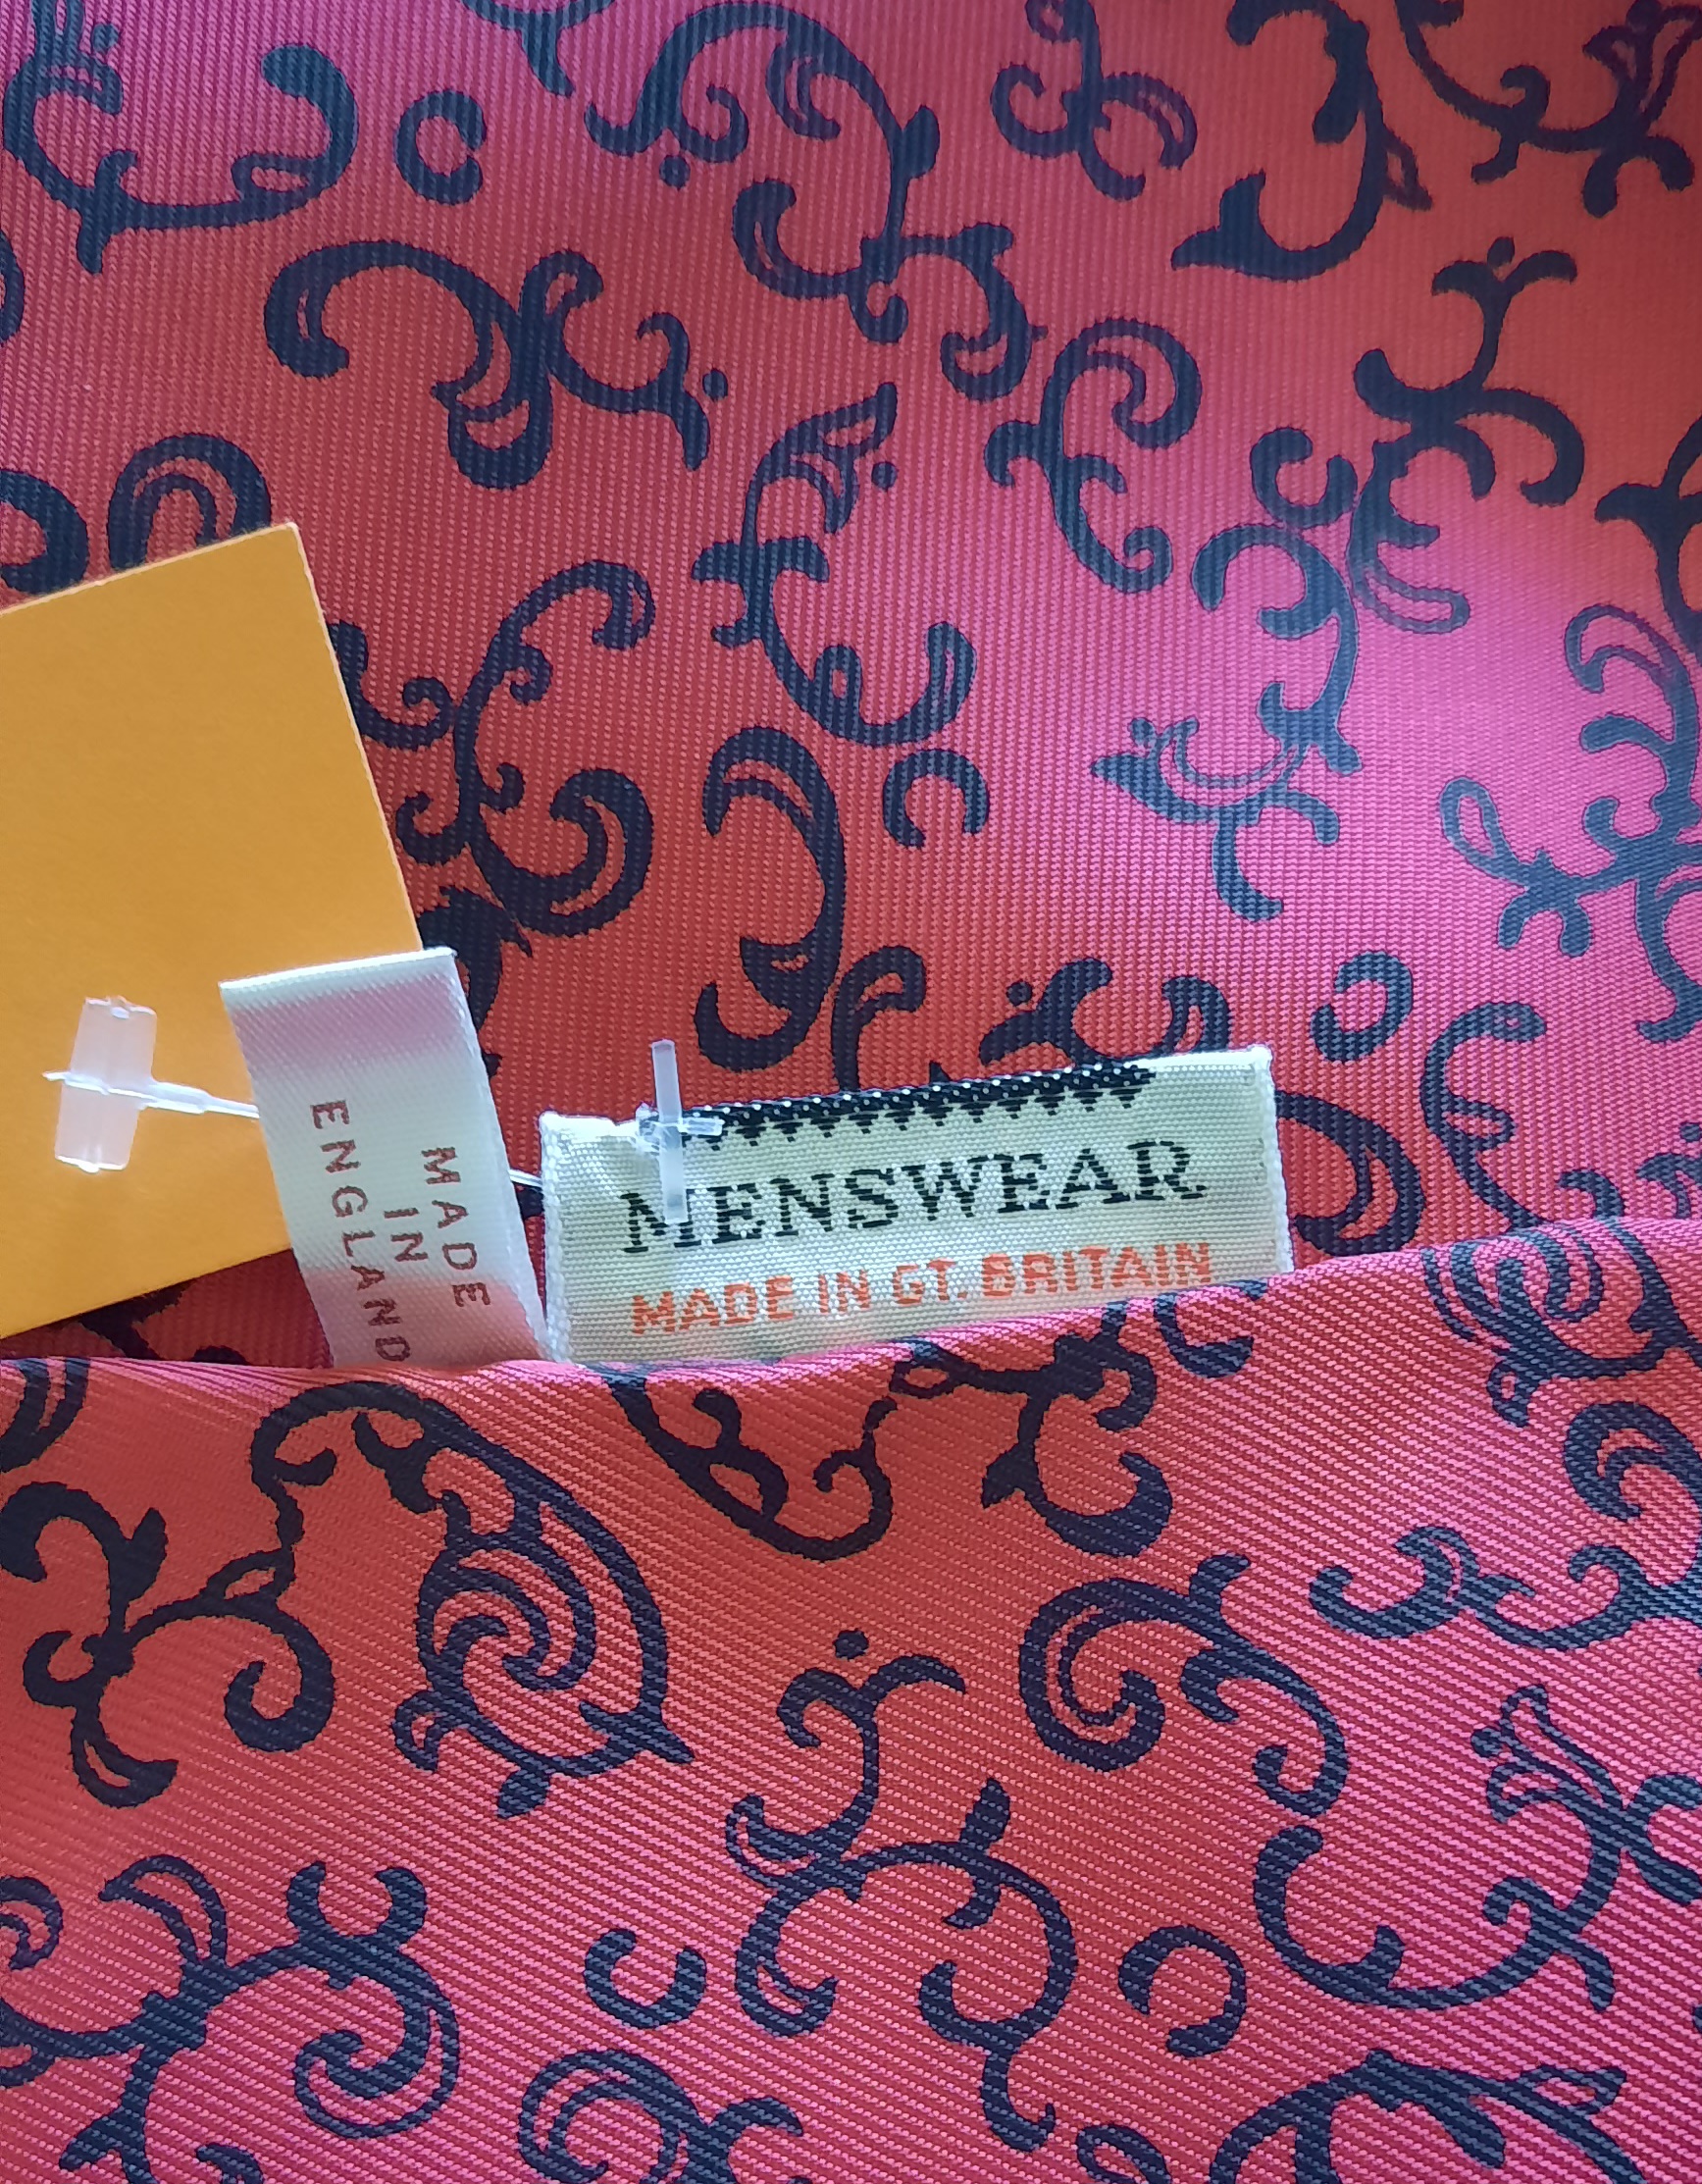 MADE
IN
ENGLAND
MENSWEAR
MADE IN GT. BRITAIN